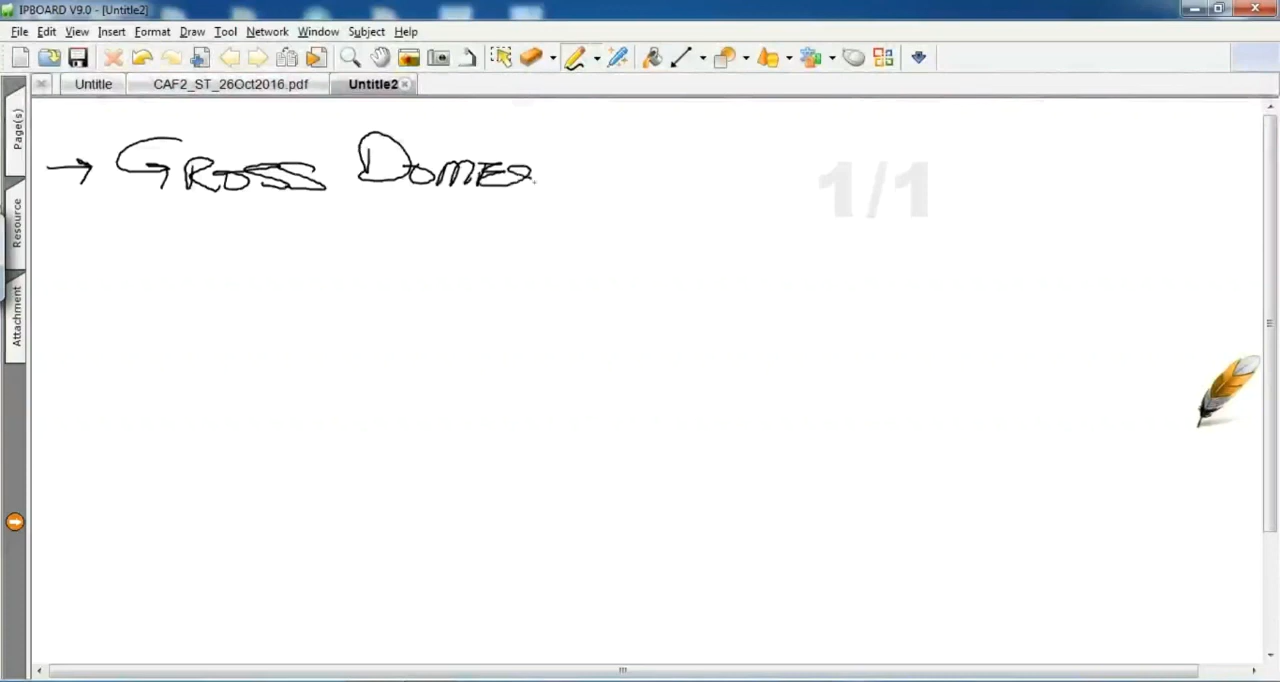 IPBOARD V9.0 - [Untitle2]
File Edit View Insert Format Draw Tool Network Window Subject Help
Untitle CAF2_ST_26Oct2016.pdf Untitle2
Page(s)
Resource
Attachment
→ GROSS DOMES
1/1